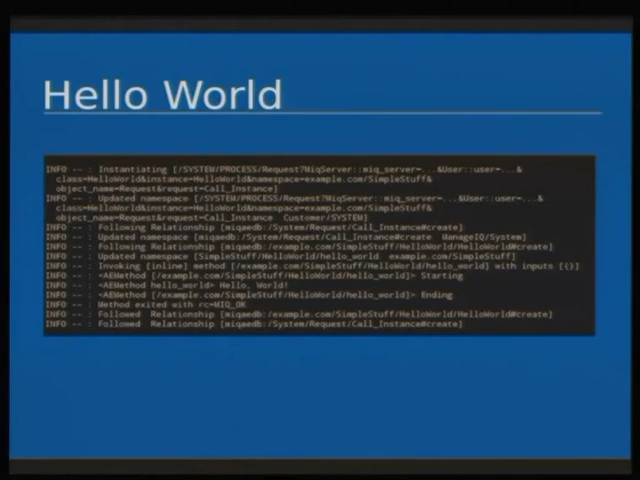 Hello World
INFO -- : Instantiating [/SYSTEM/PROCESS/Request?MiqServer::miq_server=...&User::user=...&
class=HelloWorld&instance=HelloWorld&namespace=example.com/SimpleStuff&
object_name=Request&request=Call_Instance]
INFO -- : Updated namespace [/SYSTEM/PROCESS/Request?MiqServer::miq_server=...&User::user=...&
class=HelloWorld&instance=HelloWorld&namespace=example.com/SimpleStuff&
object_name=Request&request=Call_Instance Customer/SYSTEM]
INFO -- : Following Relationship [miqaedb:/System/Request/Call_Instance#create]
INFO -- : Updated namespace [miqaedb:/System/Request/Call_Instance#create ManageIQ/System]
INFO -- : Following Relationship [miqaedb:/example.com/SimpleStuff/HelloWorld/HelloWorld#create]
INFO -- : Updated namespace [SimpleStuff/HelloWorld/hello_world example.com/SimpleStuff]
INFO -- : Invoking [inline] method [/example.com/SimpleStuff/HelloWorld/hello_world] with inputs [{}]
INFO -- : <AEMethod [/example.com/SimpleStuff/HelloWorld/hello_world]> Starting
INFO -- : <AEMethod hello_world> Hello, World!
INFO -- : <AEMethod [/example.com/SimpleStuff/HelloWorld/hello_world]> Ending
INFO -- : Method exited with rc=MIQ_OK
INFO -- : Followed Relationship [miqaedb:/example.com/SimpleStuff/HelloWorld/HelloWorld#create]
INFO -- : Followed Relationship [miqaedb:/System/Request/Call_Instance#create]